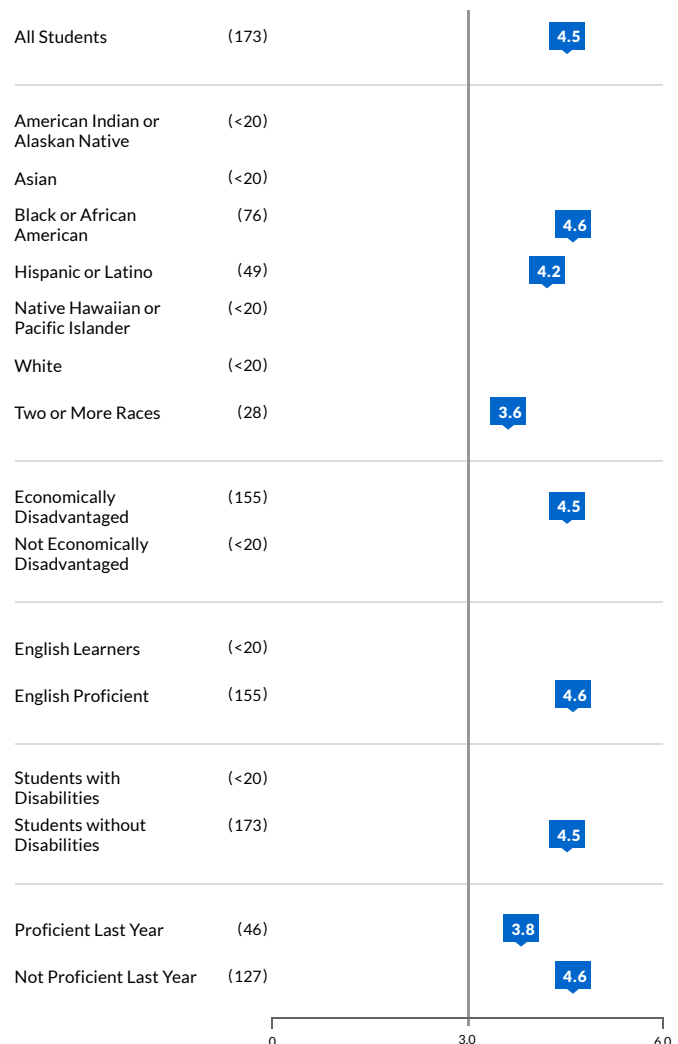 All Students (173) 4.5
American Indian or (<20)
Alaskan Native
Asian (<20)
Black or African (76) 4.6
American
Hispanic or Latino (49) 4.2
Native Hawaiian or (<20)
Pacific Islander
White (<20)
Two or More Races (28) 3.6
Economically (155) 4.5
Disadvantaged
Not Economically (<20)
Disadvantaged
English Learners (<20)
English Proficient (155) 4.6
Students with (<20)
Disabilities
Students without (173) 4.5
Disabilities
Proficient Last Year (46) 3.8
Not Proficient Last Year (127) 4.6
0 3.0 6.0